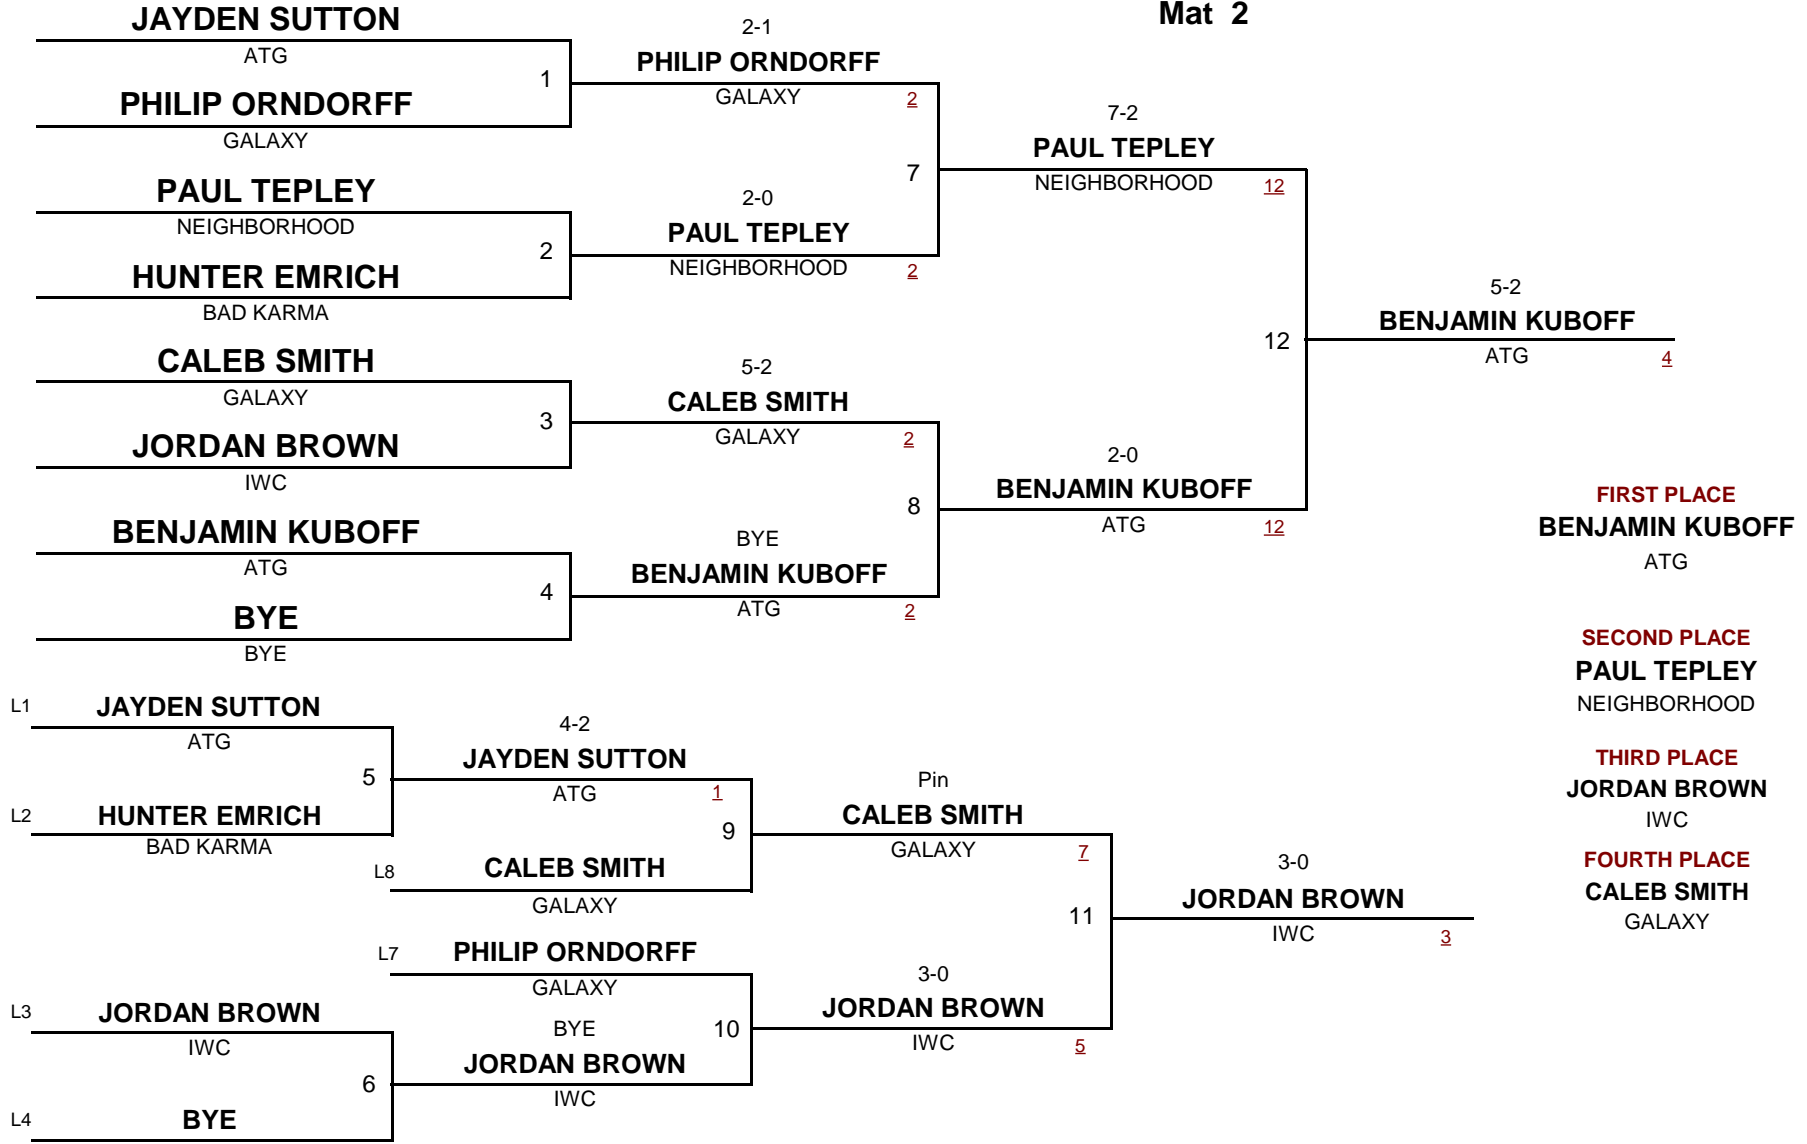 Mat 2
JAYDEN SUTTON
ATG
1
PHILIP ORNDORFF
GALAXY
2-1
PHILIP ORNDORFF
GALAXY
2
PAUL TEPLEY
NEIGHBORHOOD
2
HUNTER EMRICH
BAD KARMA
2-0
PAUL TEPLEY
NEIGHBORHOOD
2
7
7-2
PAUL TEPLEY
NEIGHBORHOOD
12
CALEB SMITH
GALAXY
3
JORDAN BROWN
IWC
5-2
CALEB SMITH
GALAXY
2
BENJAMIN KUBOFF
ATG
4
BYE
BYE
BYE
BENJAMIN KUBOFF
ATG
2
8
2-0
BENJAMIN KUBOFF
ATG
12
12
5-2
BENJAMIN KUBOFF
ATG
4
FIRST PLACE
BENJAMIN KUBOFF
ATG
SECOND PLACE
PAUL TEPLEY
NEIGHBORHOOD
THIRD PLACE
JORDAN BROWN
IWC
FOURTH PLACE
CALEB SMITH
GALAXY
L1
JAYDEN SUTTON
ATG
5
L2
HUNTER EMRICH
BAD KARMA
4-2
JAYDEN SUTTON
ATG
1
9
L8
CALEB SMITH
GALAXY
Pin
CALEB SMITH
GALAXY
7
L7
PHILIP ORNDORFF
GALAXY
L3
JORDAN BROWN
IWC
6
L4
BYE
BYE
JORDAN BROWN
IWC
10
3-0
JORDAN BROWN
IWC
5
11
3-0
JORDAN BROWN
IWC
3